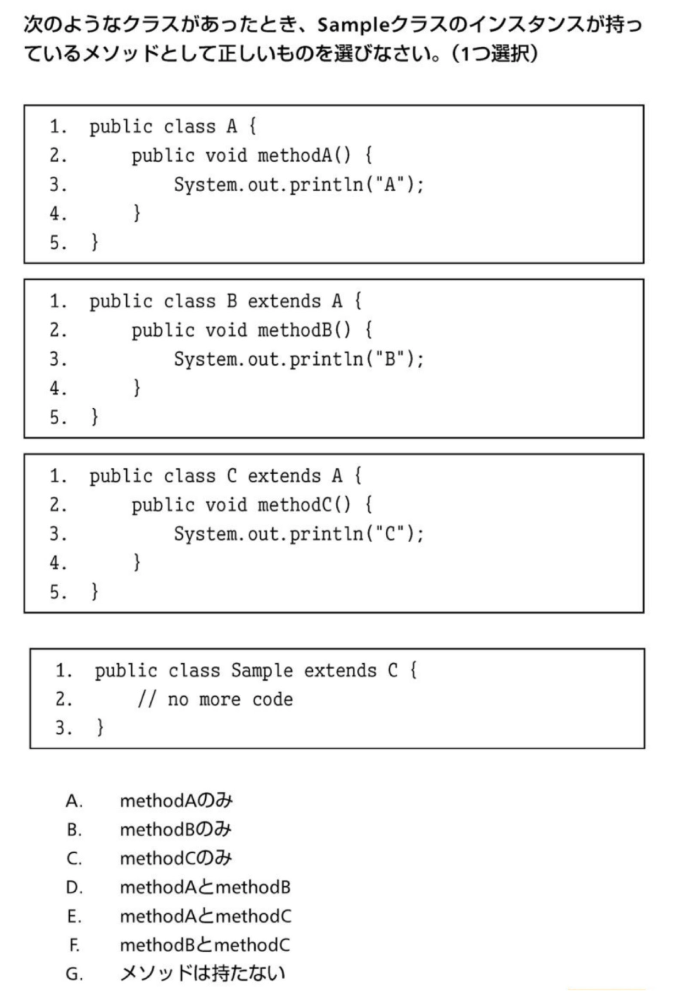 次のようなクラスがあったとき、Sampleクラスのインスタンスが持っ
ているメソッドとして正しいものを選びなさい。（1つ選択）
1. public class A {
2. public void methodA() {
3. System.out.println("A");
4. }
5. }
1. public class B extends A {
2. public void methodB() {
3. System.out.println("B");
4. }
5. }
1. public class C extends A {
2. public void methodC() {
3. System.out.println("C");
4. }
5. }
1. public class Sample extends C {
2. // no more code
3. }
A. methodAのみ
B. methodBのみ
C. methodCのみ
D. methodAとmethodB
E. methodAとmethodC
F. methodBとmethodC
G. メソッドは持たない